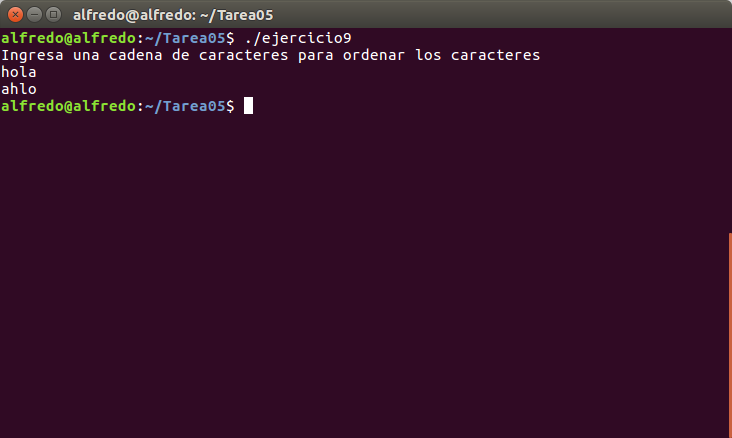 alfredo@alfredo: ~/Tarea05
alfredo@alfredo:~/Tarea05$ ./ejercicio9
Ingresa una cadena de caracteres para ordenar los caracteres
hola
ahlo
alfredo@alfredo:~/Tarea05$